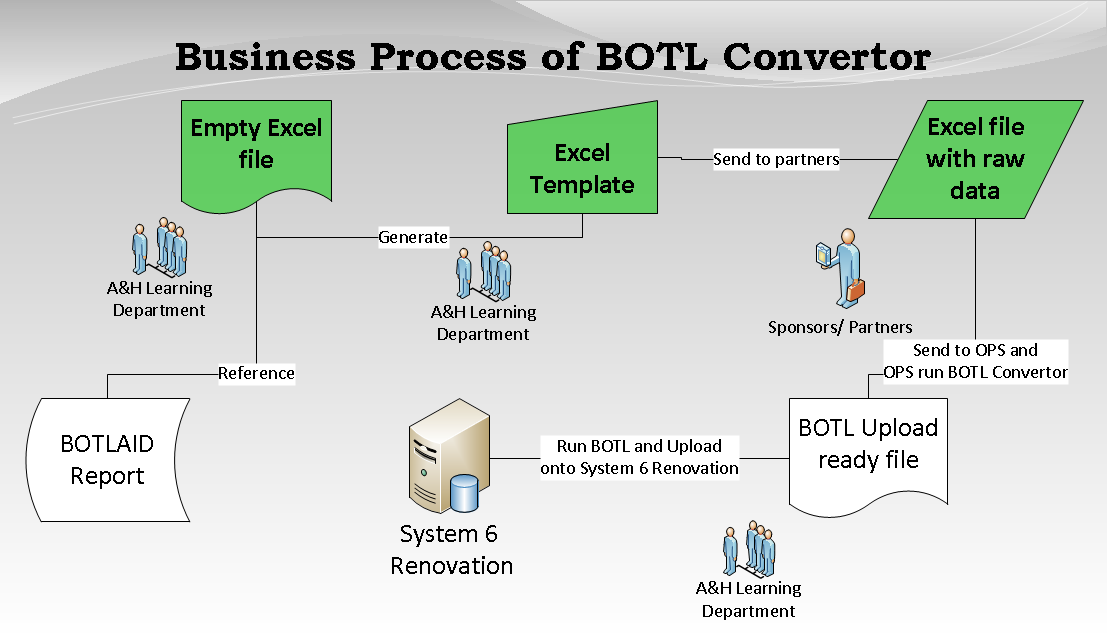 Business Process of BOTL Convertor
Empty Excel
file
Excel
Template
Send to partners
Excel file
with raw
data
Generate
A&H Learning
Department
A&H Learning
Department
Sponsors/ Partners
Reference
Send to OPS and
OPS run BOTL Convertor
BOTLAID
Report
Run BOTL and Upload
onto System 6 Renovation
BOTL Upload
ready file
System 6
Renovation
A&H Learning
Department